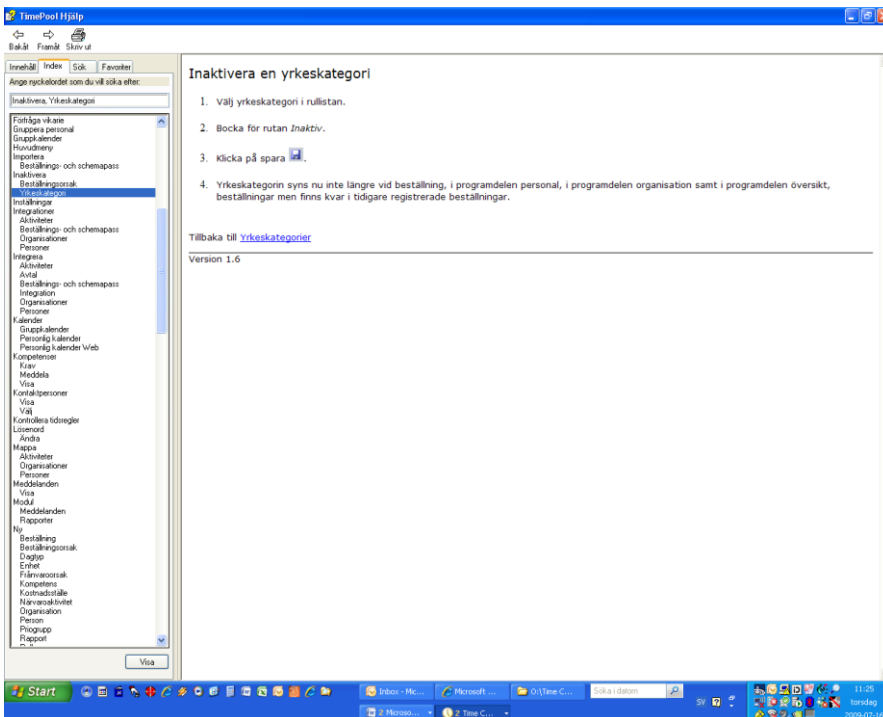 TimePool Hjälp
Bakåt Framåt Skriv ut
Innehåll Index Sök Favoriter
Ange nyckelordet som du vill söka efter:
Inaktivera, Yrkeskategori
Förfråga vikarie
Gruppera personal
Gruppkalender
Huvudmeny
Importera
Beställnings- och schemapass
Inaktivera
Beställningsorsak
Yrkeskategori
Inställningar
Integrationer
Aktiviteter
Beställnings- och schemapass
Organisationer
Personer
Integrera
Aktiviteter
Avtal
Beställnings- och schemapass
Integration
Organisationer
Personer
Kalender
Gruppkalender
Personlig kalender
Personlig kalender Web
Kompetenser
Krav
Meddela
Visa
Kontaktpersoner
Visa
Välj
Kontrollera tidsregler
Lösenord
Ändra
Mappa
Aktiviteter
Organisationer
Personer
Meddelanden
Visa
Modul
Meddelanden
Rapporter
Ny
Beställning
Beställningsorsak
Dagtyp
Enhet
Frånvaroorsak
Kompetens
Kostnadsställe
Närvaroaktivitet
Organisation
Person
Priogrupp
Rapport
Visa
Inaktivera en yrkeskategori
1. Välj yrkeskategori i rullistan.
2. Bocka för rutan Inaktiv.
3. Klicka på spara .
4. Yrkeskategorin syns nu inte längre vid beställning, i programdelen personal, i programdelen organisation samt i programdelen översikt,
beställningar men finns kvar i tidigare registrerade beställningar.
Tillbaka till Yrkeskategorier
Version 1.6
Start
Inbox - Mic... Microsoft ... O:\Time C... Söka i datorn
2 Microso... 2 Time C...
SV
11:25
torsdag
2009-07-16